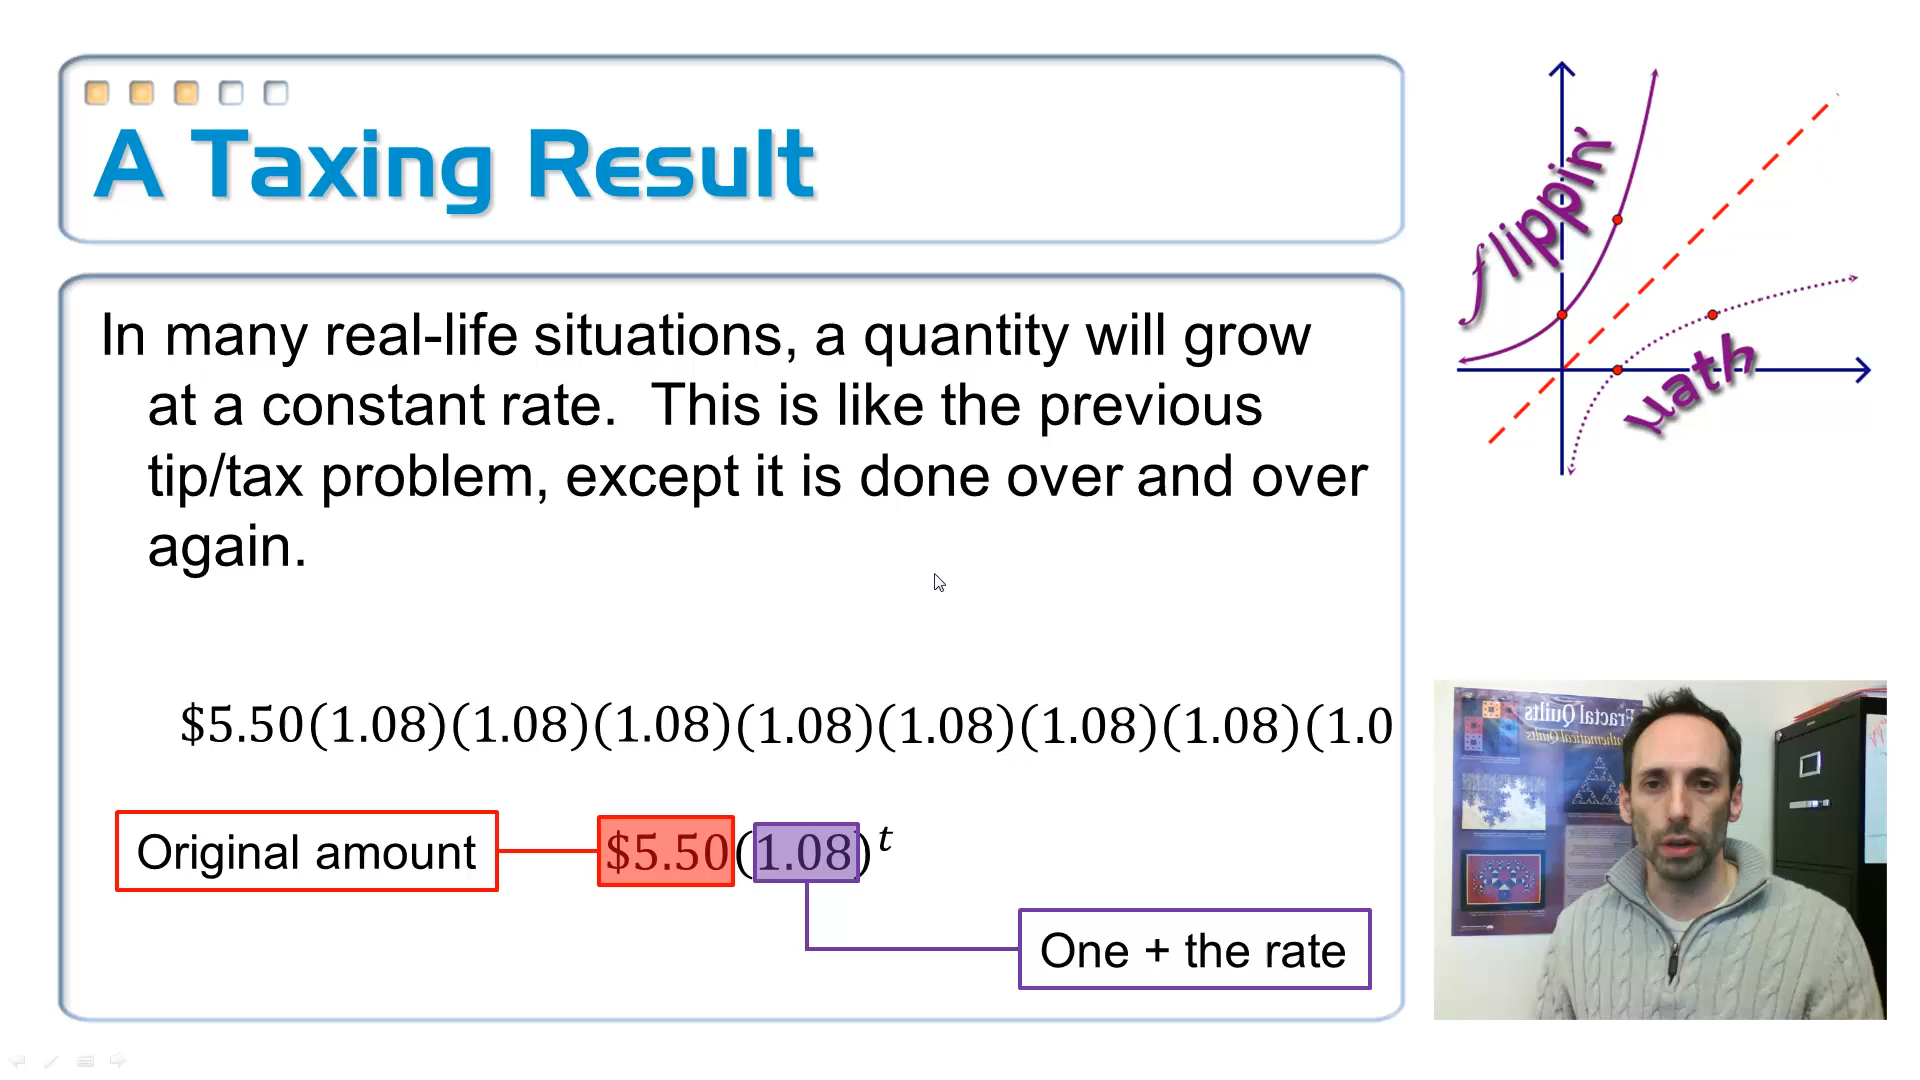 A Taxing Result
In many real-life situations, a quantity will grow
at a constant rate. This is like the previous
tip/tax problem, except it is done over and over
again.
$5.50(1.08)(1.08)(1.08)(1.08)(1.08)(1.08)(1.08)(1.0
Original amount
$5.50(1.08)^t
One + the rate
flippin'
math
Fractal Quilts
Mathematical Quilts